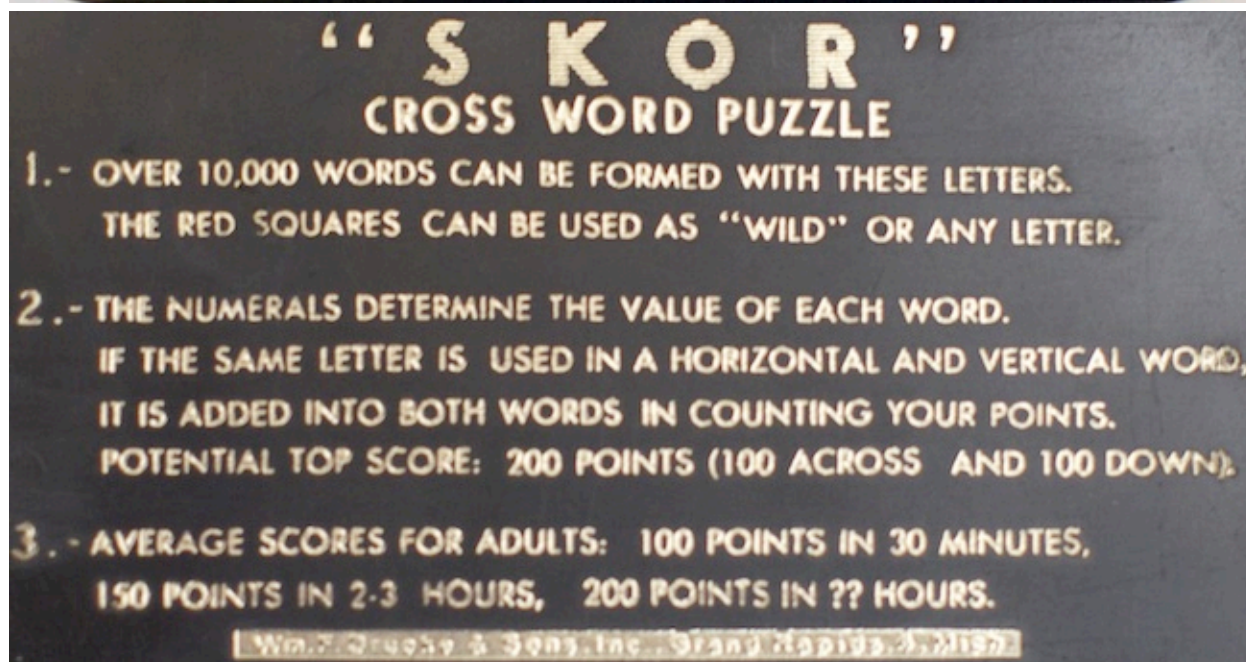 “SKOR”
CROSS WORD PUZZLE
1.- OVER 10,000 WORDS CAN BE FORMED WITH THESE LETTERS.
THE RED SQUARES CAN BE USED AS “WILD” OR ANY LETTER.
2.- THE NUMERALS DETERMINE THE VALUE OF EACH WORD.
IF THE SAME LETTER IS USED IN A HORIZONTAL AND VERTICAL WORD,
IT IS ADDED INTO BOTH WORDS IN COUNTING YOUR POINTS.
POTENTIAL TOP SCORE: 200 POINTS (100 ACROSS AND 100 DOWN).
3.- AVERAGE SCORES FOR ADULTS: 100 POINTS IN 30 MINUTES,
150 POINTS IN 2-3 HOURS, 200 POINTS IN ?? HOURS.
& Sons, Inc. Grand Rapids, Mich